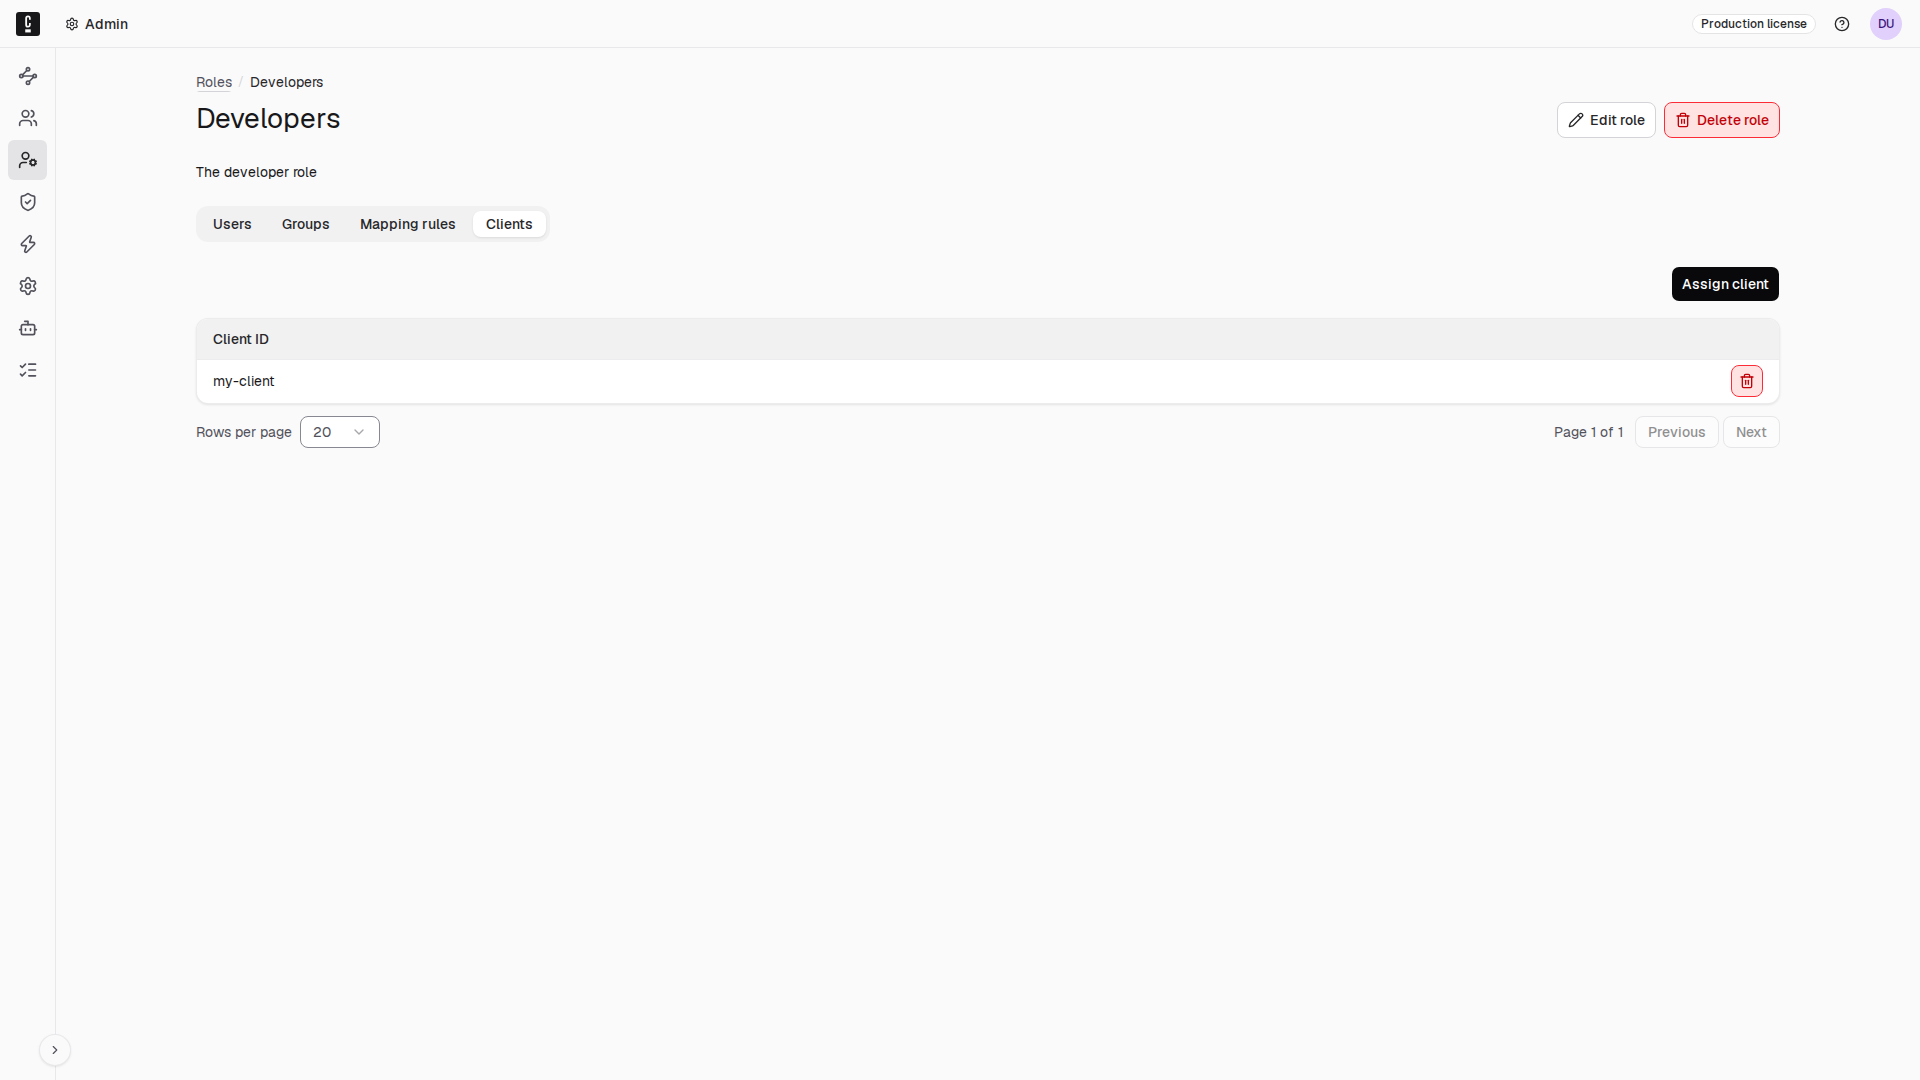 Admin
Production license
DU
Roles / Developers
Developers
Edit role
Delete role
The developer role
Users
Groups
Mapping rules
Clients
Assign client
Client ID
my-client
Rows per page
20
Page 1 of 1
Previous
Next